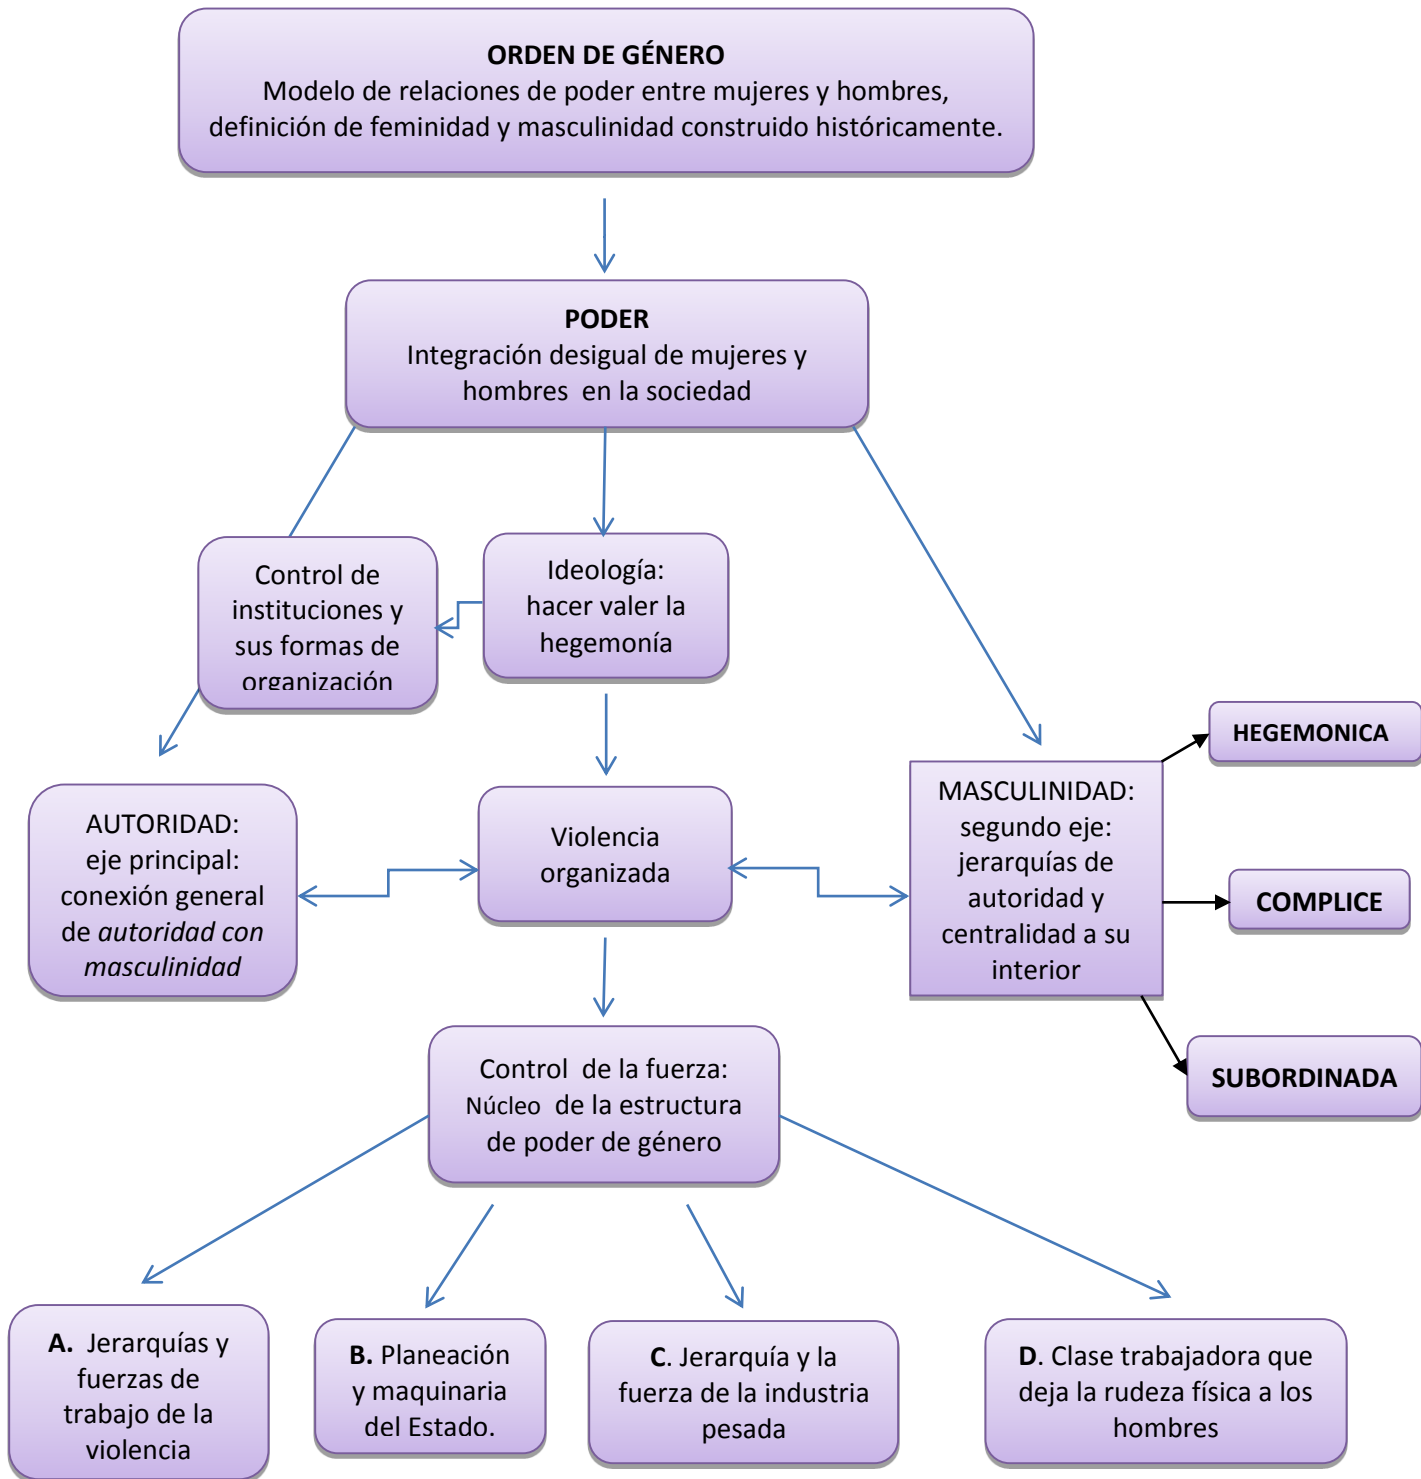 ORDEN DE GÉNERO
Modelo de relaciones de poder entre mujeres y hombres,
definición de feminidad y masculinidad construido históricamente.
PODER
Integración desigual de mujeres y
hombres en la sociedad
Control de
instituciones y
sus formas de
organización
Ideología:
hacer valer la
hegemonía
AUTORIDAD:
eje principal:
conexión general
de autoridad con
masculinidad
Violencia
organizada
MASCULINIDAD:
segundo eje:
jerarquías de
autoridad y
centralidad a su
interior
HEGEMONICA
COMPLICE
SUBORDINADA
Control de la fuerza:
Núcleo de la estructura
de poder de género
A. Jerarquías y
fuerzas de
trabajo de la
violencia
B. Planeación
y maquinaria
del Estado.
C. Jerarquía y la
fuerza de la industria
pesada
D. Clase trabajadora que
deja la rudeza física a los
hombres